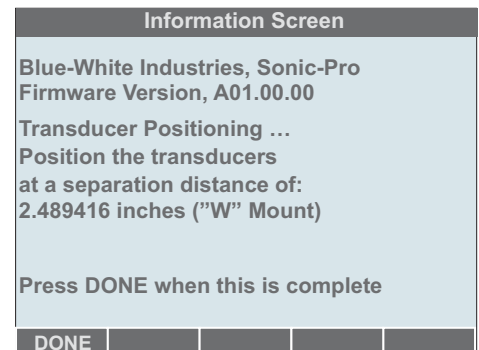 Information Screen
Blue-White Industries, Sonic-Pro
Firmware Version, A01.00.00
Transducer Positioning …
Position the transducers
at a separation distance of:
2.489416 inches (”W” Mount)
Press DONE when this is complete
DONE